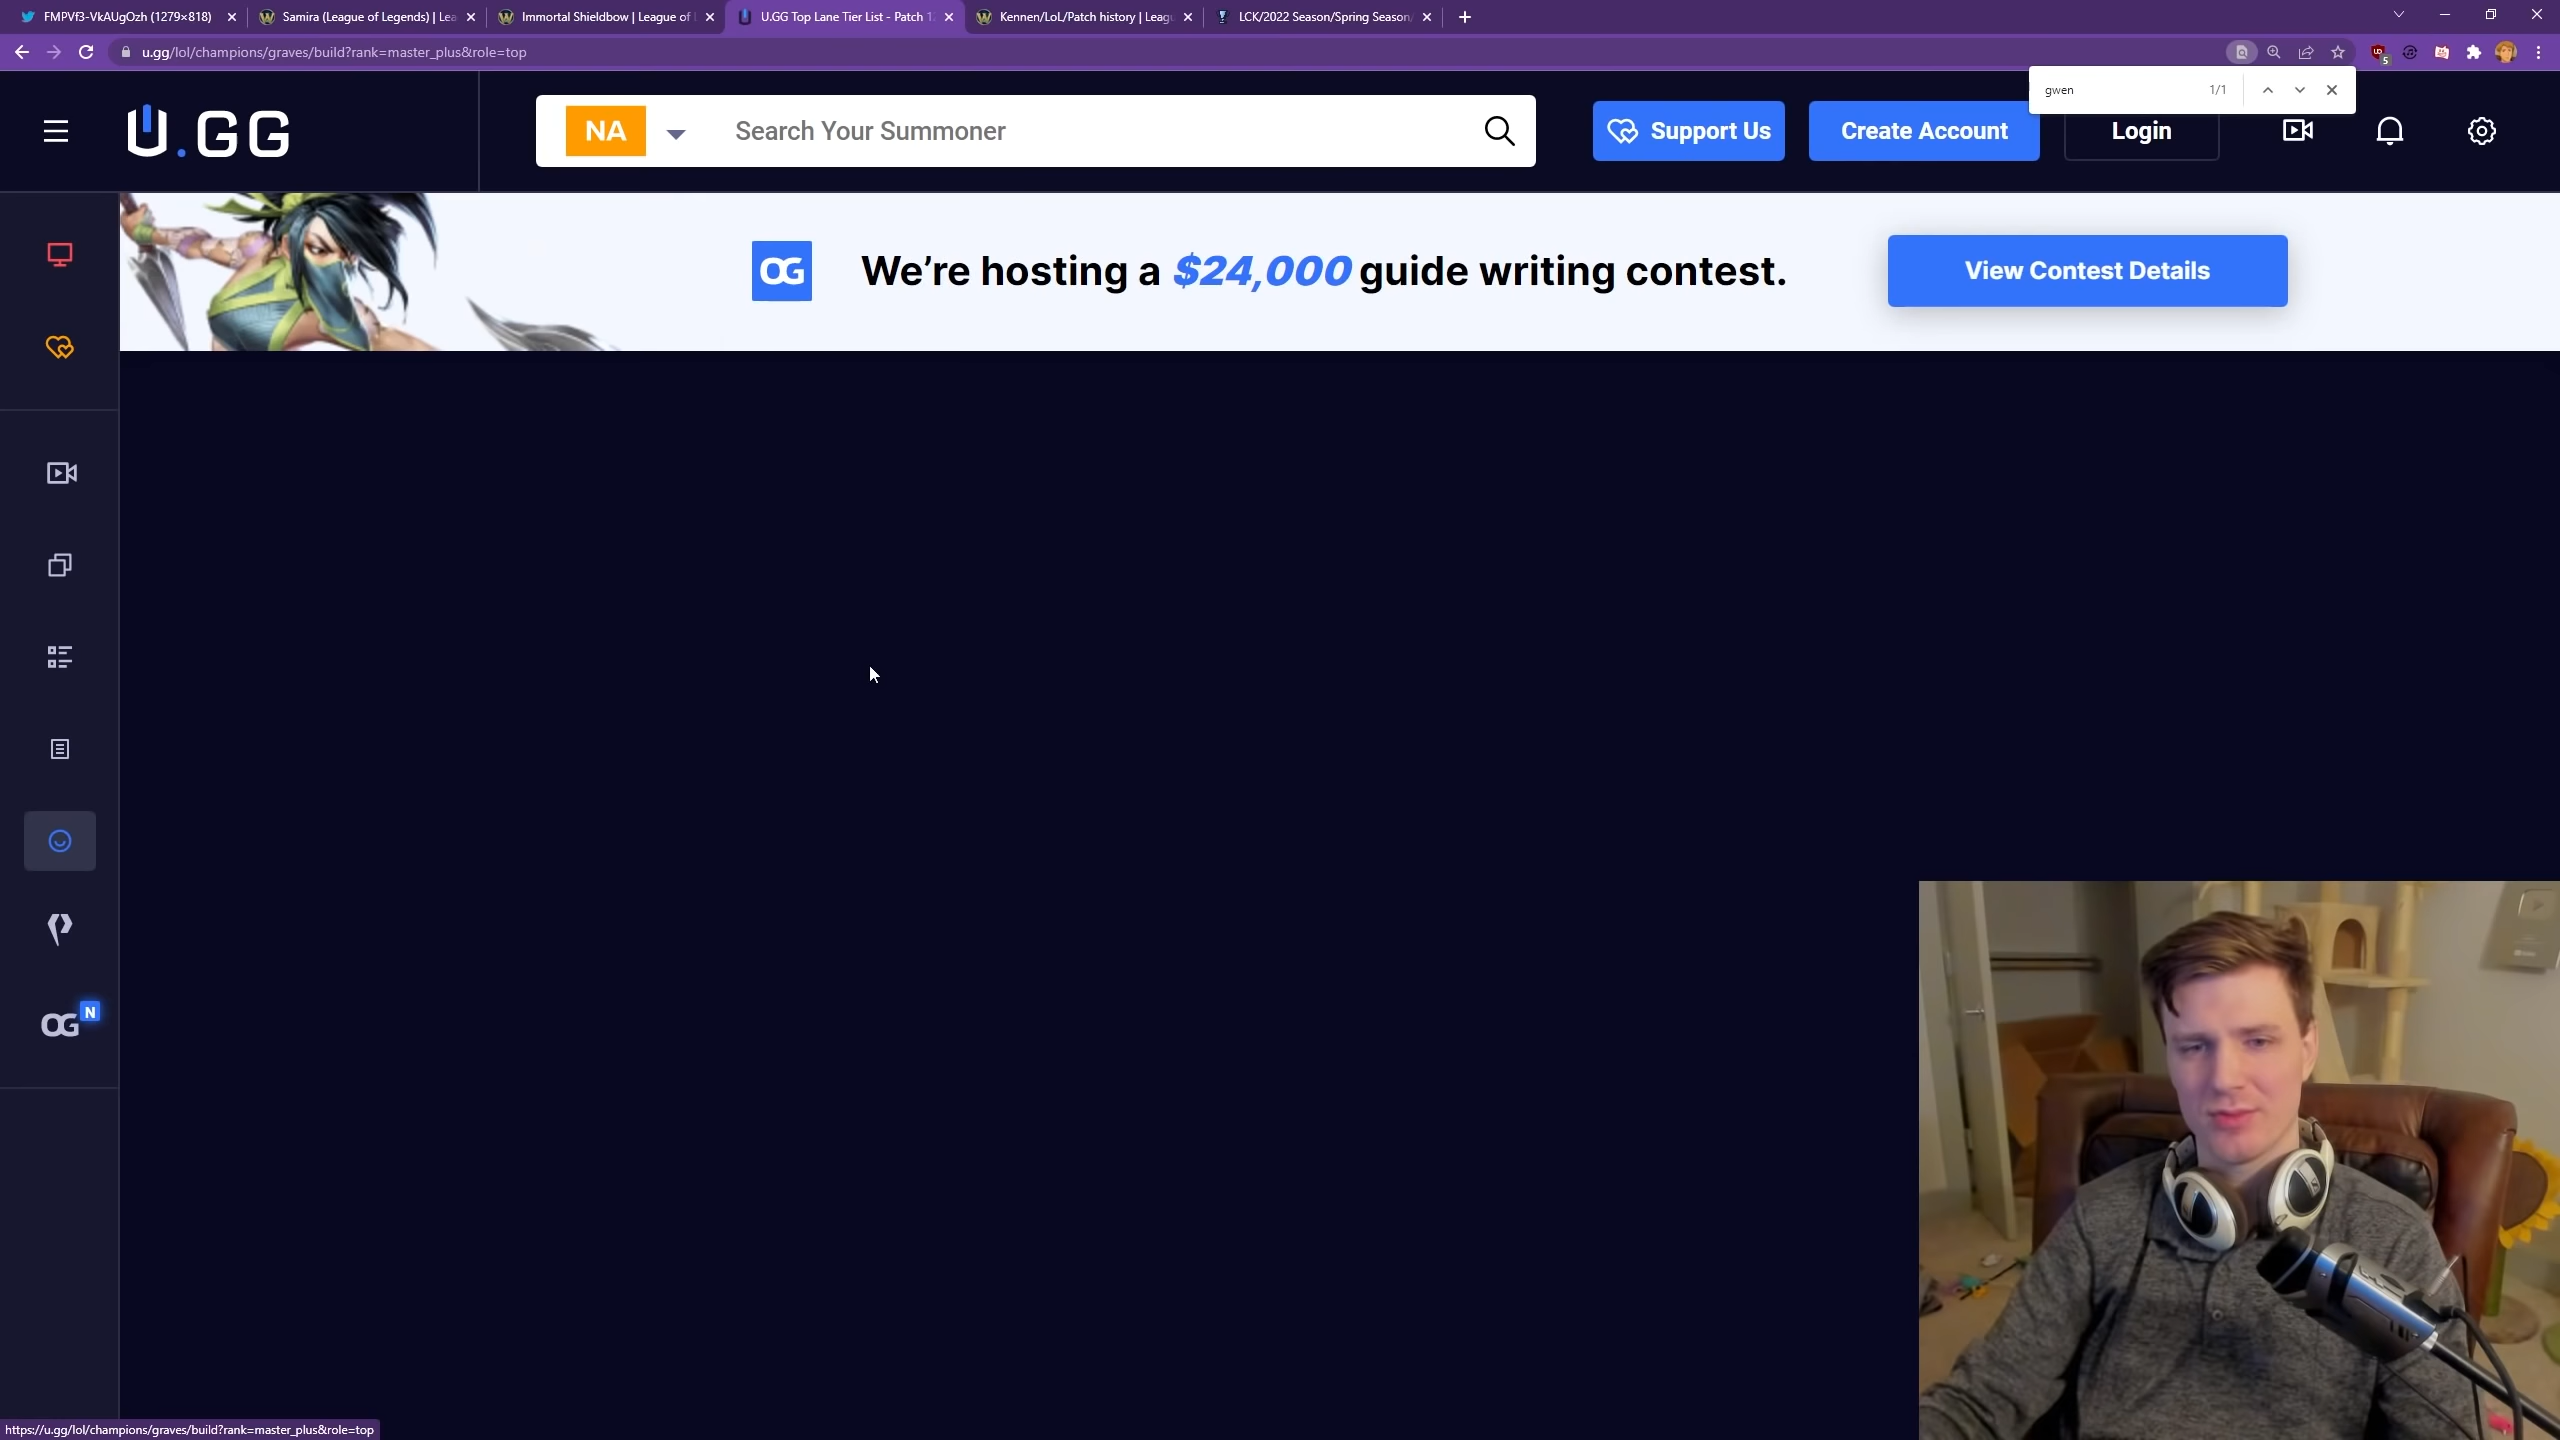 FMPVf3-VkAUgOzh (1279×818)
Samira (League of Legends) | Lea
Immortal Shieldbow | League of L
U.GG Top Lane Tier List - Patch 1
Kennen/LoL/Patch history | Leagu
LCK/2022 Season/Spring Season
u.gg/lol/champions/graves/build?rank=master_plus&role=top
5
gwen
1/1
U.GG
NA
Search Your Summoner
Support Us
Create Account
Login
OG
We're hosting a $24,000 guide writing contest.
View Contest Details
OG
N
https://u.gg/lol/champions/graves/build?rank=master_plus&role=top